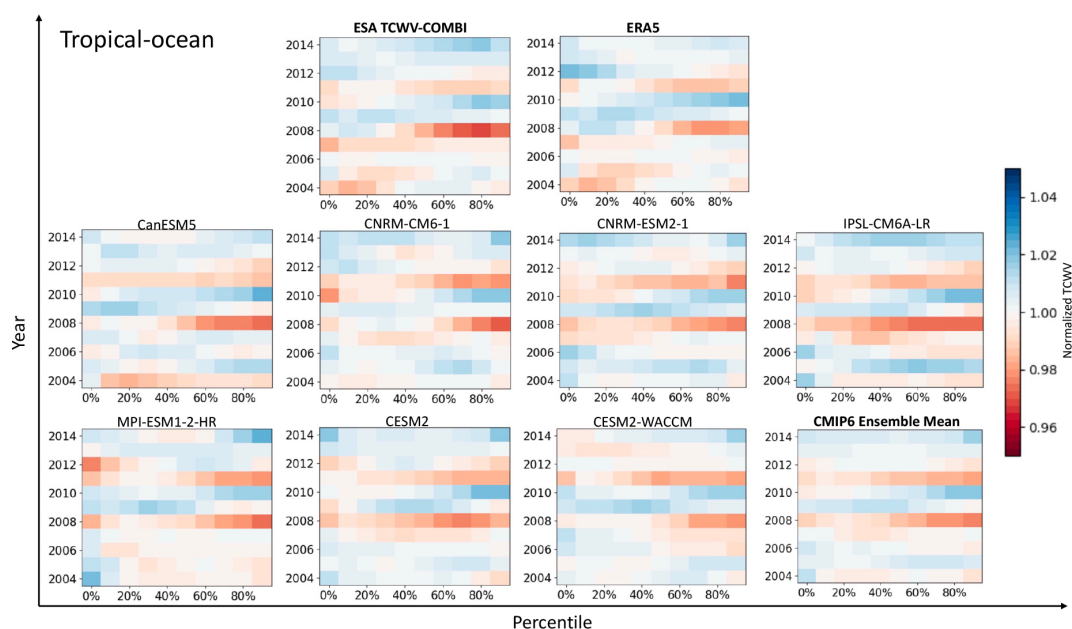 Tropical-ocean
ESA TCWV-COMBI
ERA5
2014
2012
2010
2008
2006
2004
0% 20% 40% 60% 80%
2014
2012
2010
2008
2006
2004
0% 20% 40% 60% 80%
CanESM5
CNRM-CM6-1
CNRM-ESM2-1
IPSL-CM6A-LR
2014
2012
2010
2008
2006
2004
0% 20% 40% 60% 80%
2014
2012
2010
2008
2006
2004
0% 20% 40% 60% 80%
2014
2012
2010
2008
2006
2004
0% 20% 40% 60% 80%
2014
2012
2010
2008
2006
2004
0% 20% 40% 60% 80%
MPI-ESM1-2-HR
CESM2
CESM2-WACCM
CMIP6 Ensemble Mean
2014
2012
2010
2008
2006
2004
0% 20% 40% 60% 80%
2014
2012
2010
2008
2006
2004
0% 20% 40% 60% 80%
2014
2012
2010
2008
2006
2004
0% 20% 40% 60% 80%
2014
2012
2010
2008
2006
2004
0% 20% 40% 60% 80%
1.04
1.02
1.00
0.98
0.96
Normalized TCWV
Year
Percentile